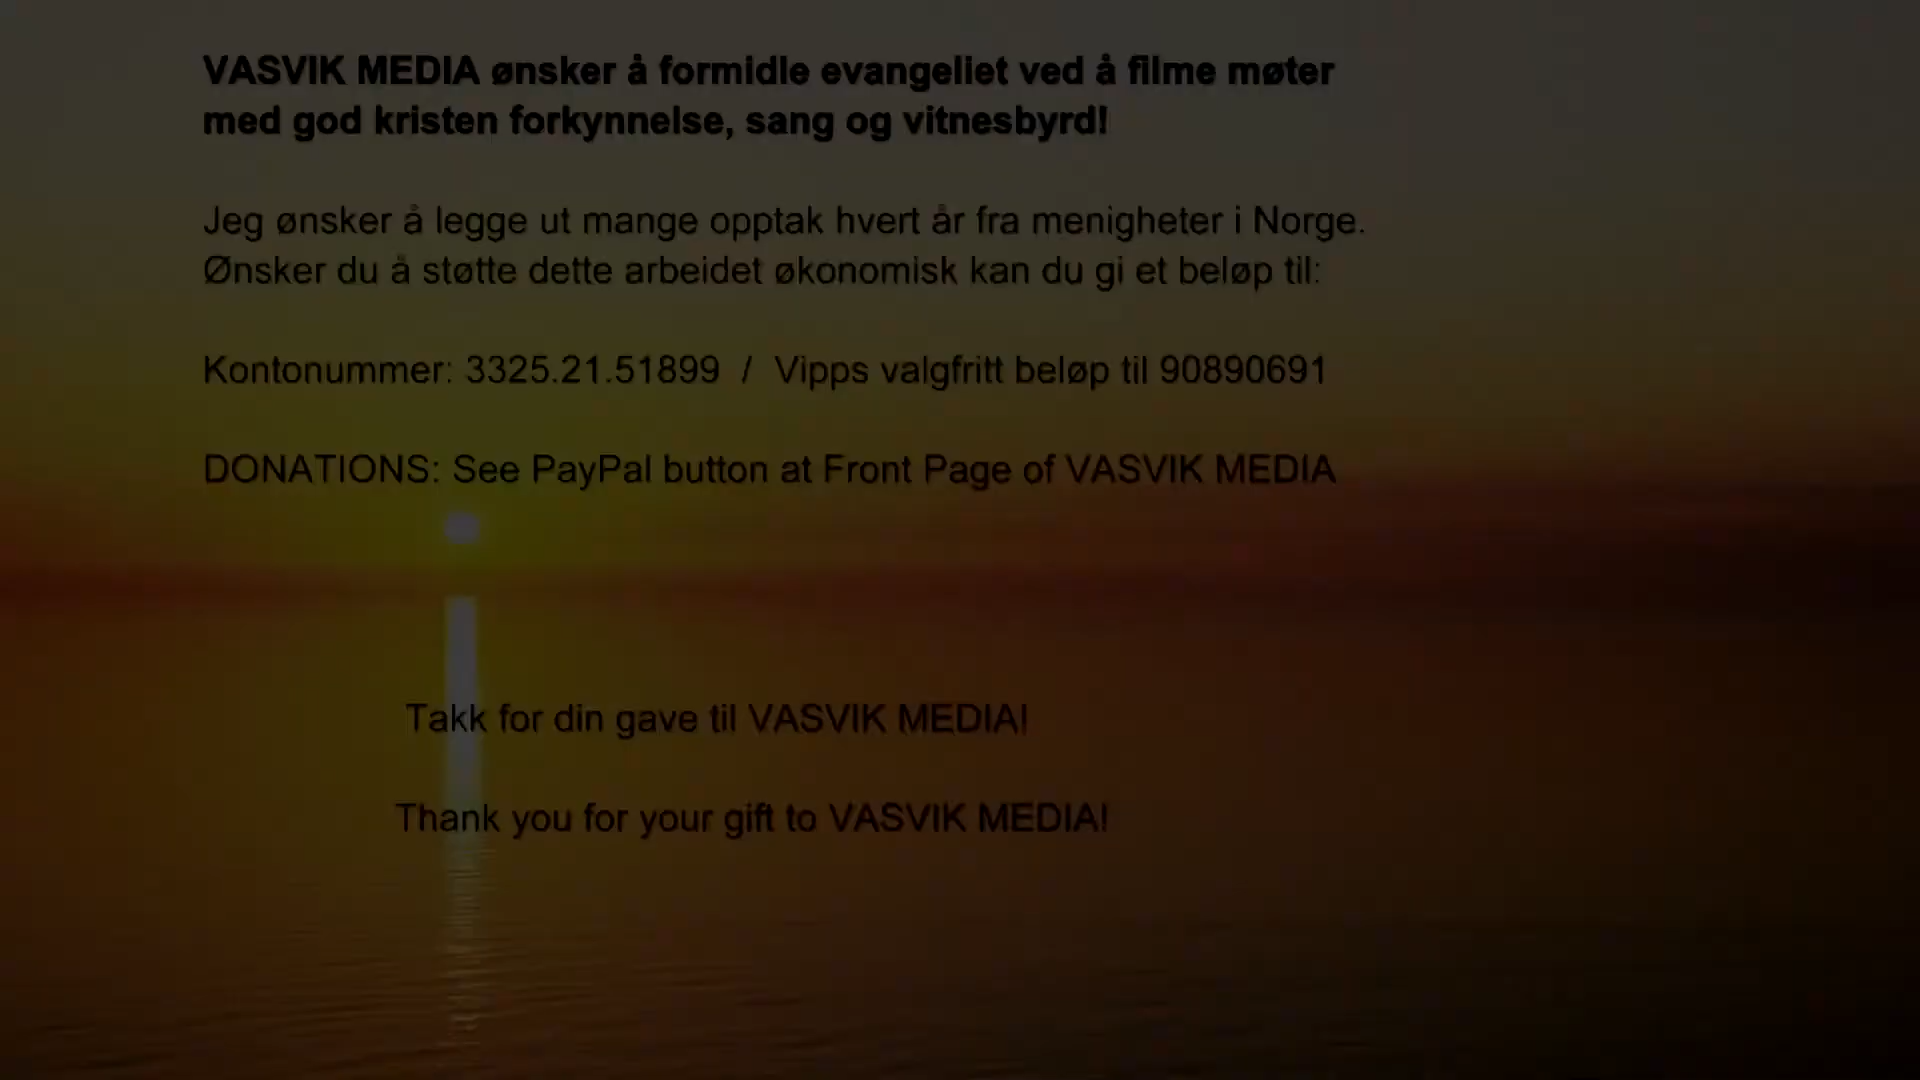 VASVIK MEDIA ønsker å formidle evangeliet ved å filme møter
med god kristen forkynnelse, sang og vitnesbyrd!
Jeg ønsker å legge ut mange opptak hvert år fra menigheter i Norge.
Ønsker du å støtte dette arbeidet økonomisk kan du gi et beløp til:
Kontonummer: 3325.21.51899 / Vipps valgfritt beløp til 90890691
DONATIONS: See PayPal button at Front Page of VASVIK MEDIA
Takk for din gave til VASVIK MEDIA!
Thank you for your gift to VASVIK MEDIA!